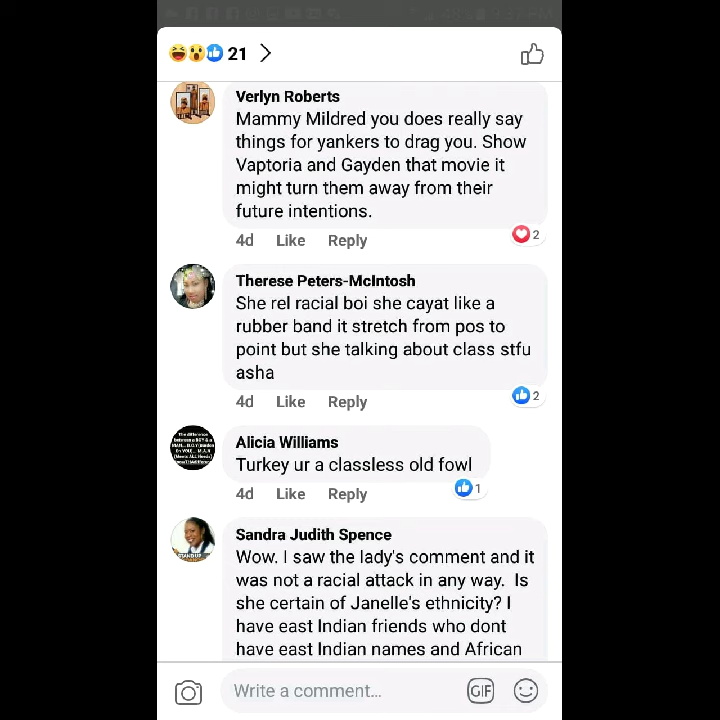 21
Verlyn Roberts
Mammy Mildred you does really say
things for yankers to drag you. Show
Vaptoria and Gayden that movie it
might turn them away from their
future intentions.
4d Like Reply
2
Therese Peters-McIntosh
She rel racial boi she cayat like a
rubber band it stretch from pos to
point but she talking about class stfu
asha
4d Like Reply
2
Alicia Williams
Turkey ur a classless old fowl
4d Like Reply
1
Sandra Judith Spence
Wow. I saw the lady's comment and it
was not a racial attack in any way. Is
she certain of Janelle's ethnicity? I
have east Indian friends who dont
have east Indian names and African
Write a comment...
GIF